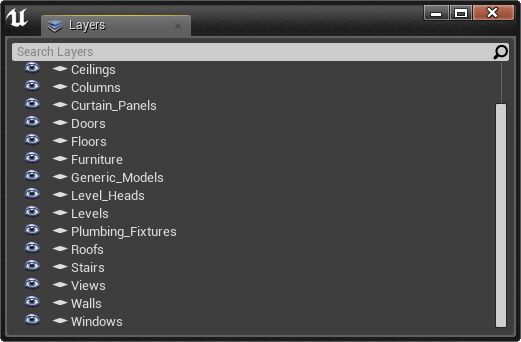 Layers
Search Layers
Ceilings
Columns
Curtain_Panels
Doors
Floors
Furniture
Generic_Models
Level_Heads
Levels
Plumbing_Fixtures
Roofs
Stairs
Views
Walls
Windows